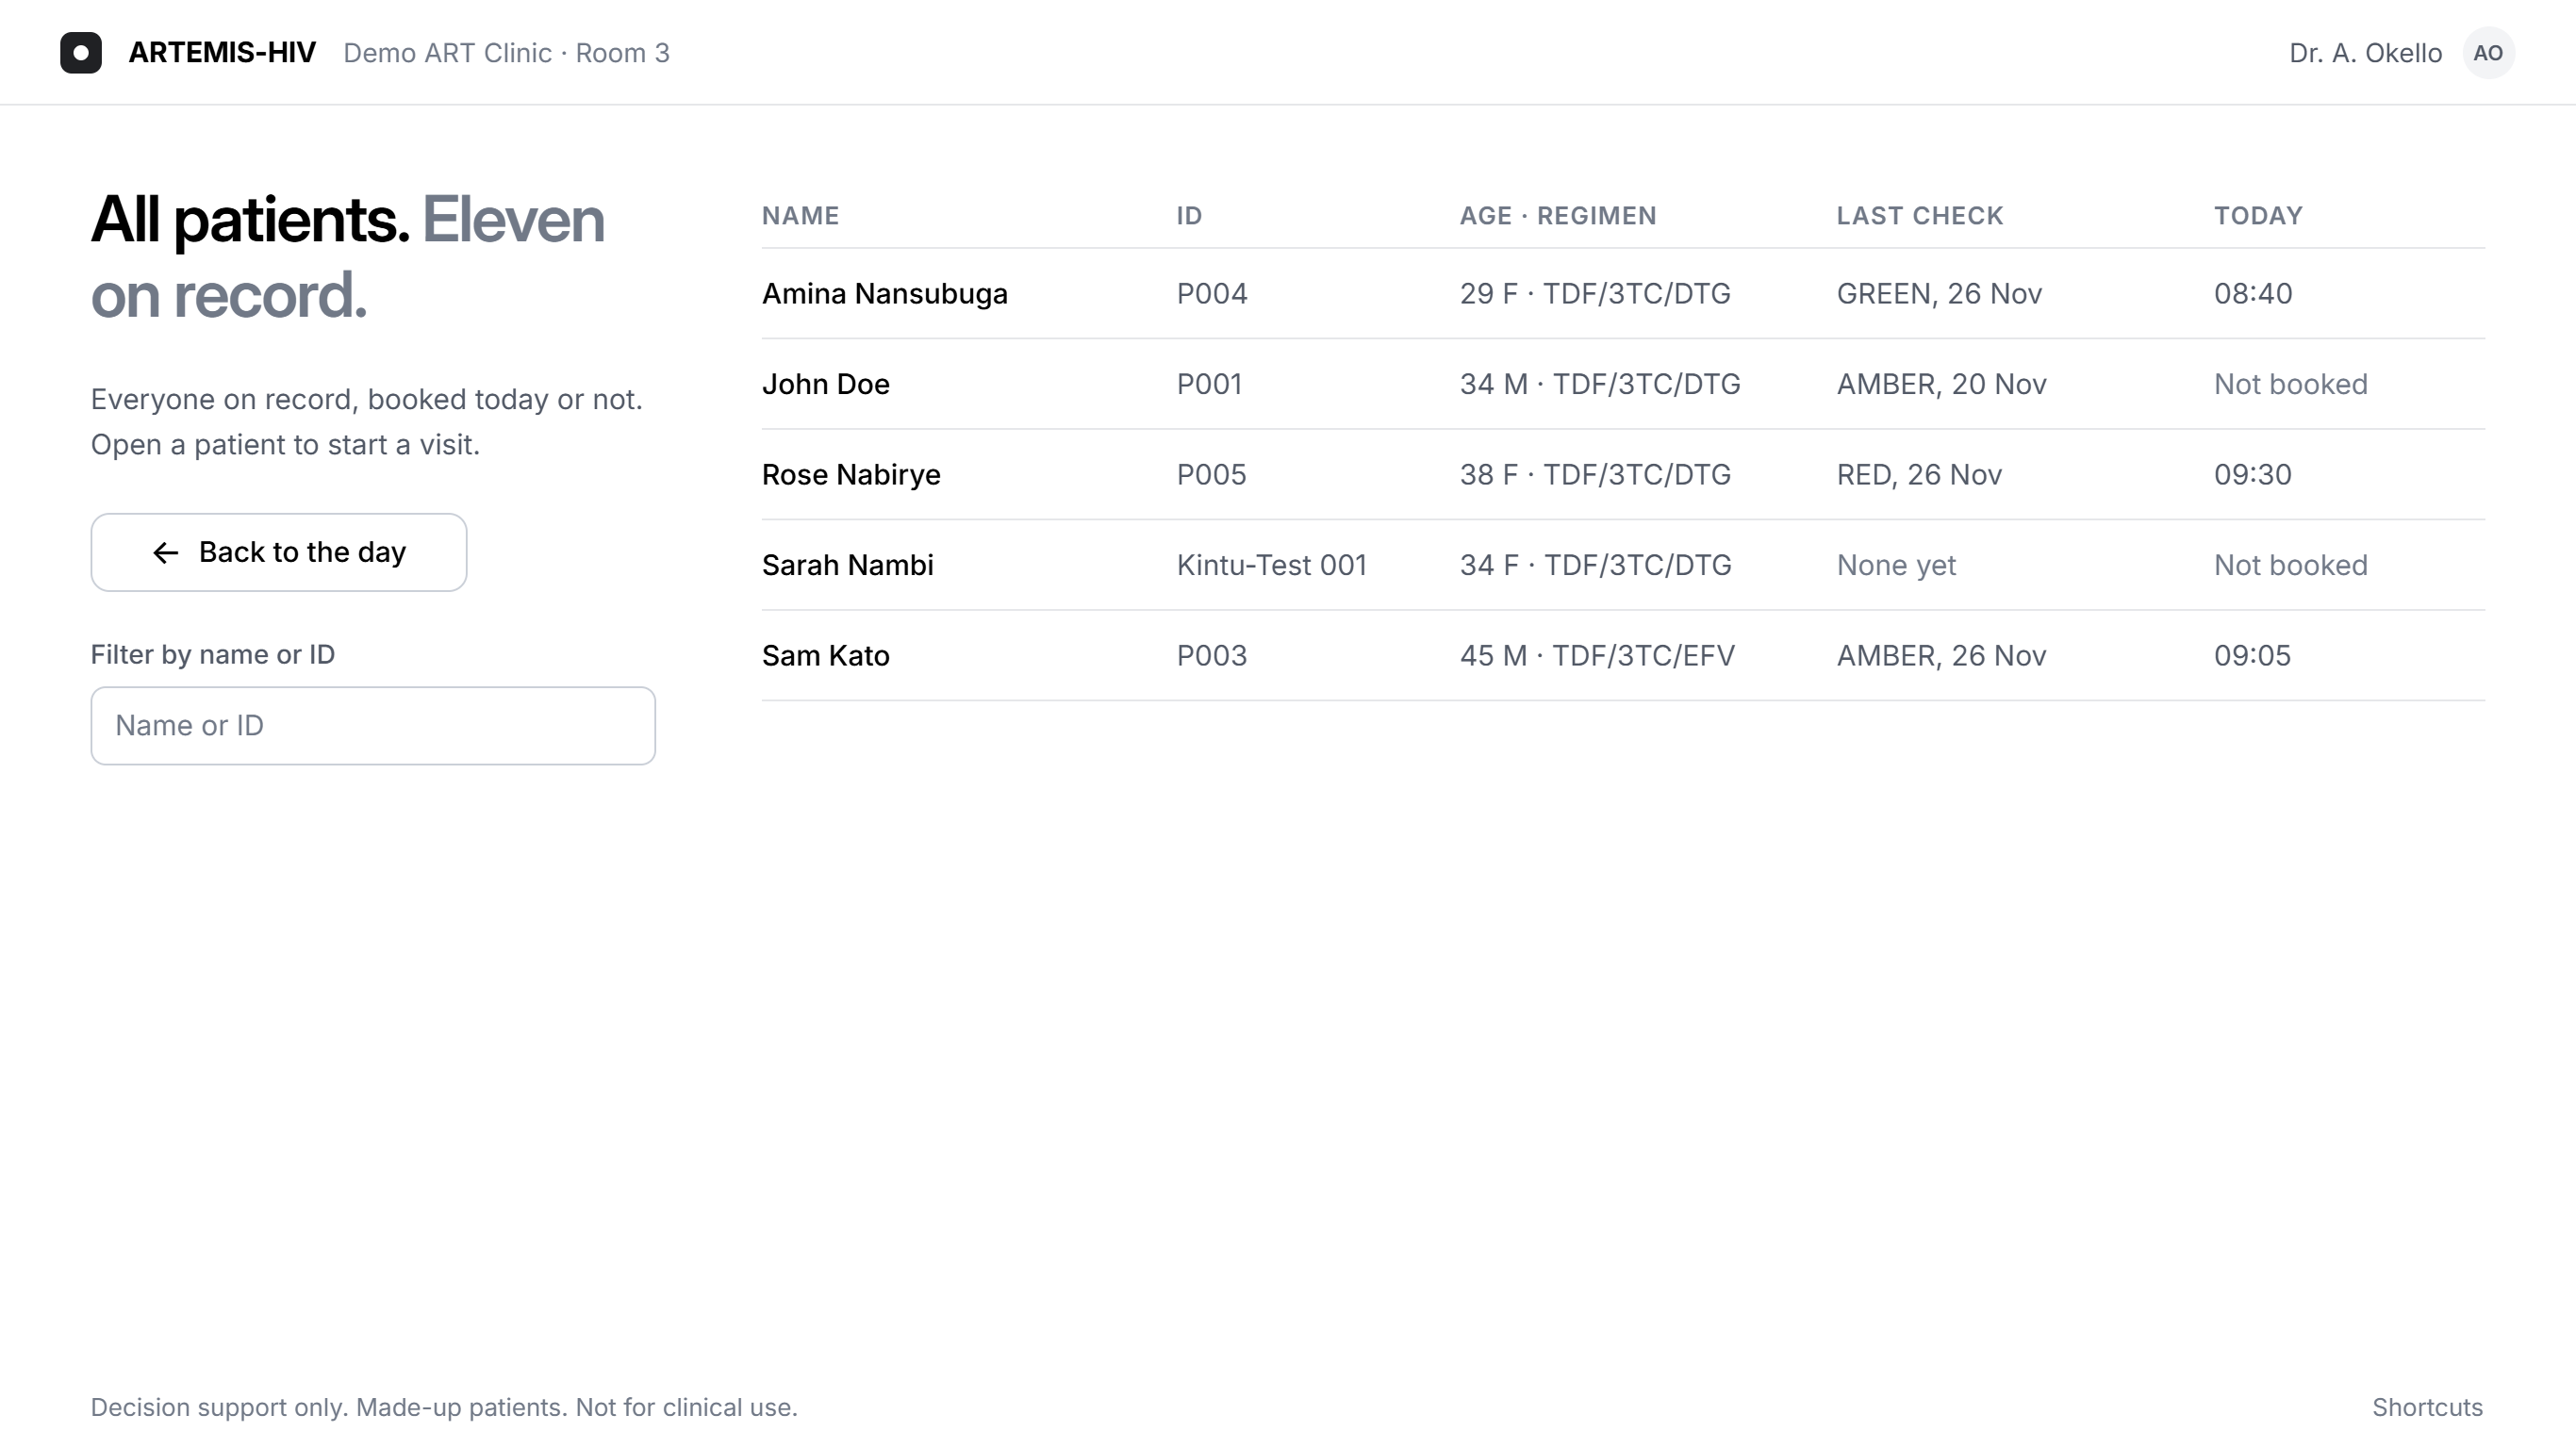 ARTEMIS-HIV Demo ART Clinic · Room 3
Dr. A. Okello AO
All patients. Eleven
on record.
Everyone on record, booked today or not.
Open a patient to start a visit.
← Back to the day
Filter by name or ID
Name or ID
NAME ID AGE · REGIMEN LAST CHECK TODAY
Amina Nansubuga P004 29 F · TDF/3TC/DTG GREEN, 26 Nov 08:40
John Doe P001 34 M · TDF/3TC/DTG AMBER, 20 Nov Not booked
Rose Nabirye P005 38 F · TDF/3TC/DTG RED, 26 Nov 09:30
Sarah Nambi Kintu-Test 001 34 F · TDF/3TC/DTG None yet Not booked
Sam Kato P003 45 M · TDF/3TC/EFV AMBER, 26 Nov 09:05
Decision support only. Made-up patients. Not for clinical use.
Shortcuts